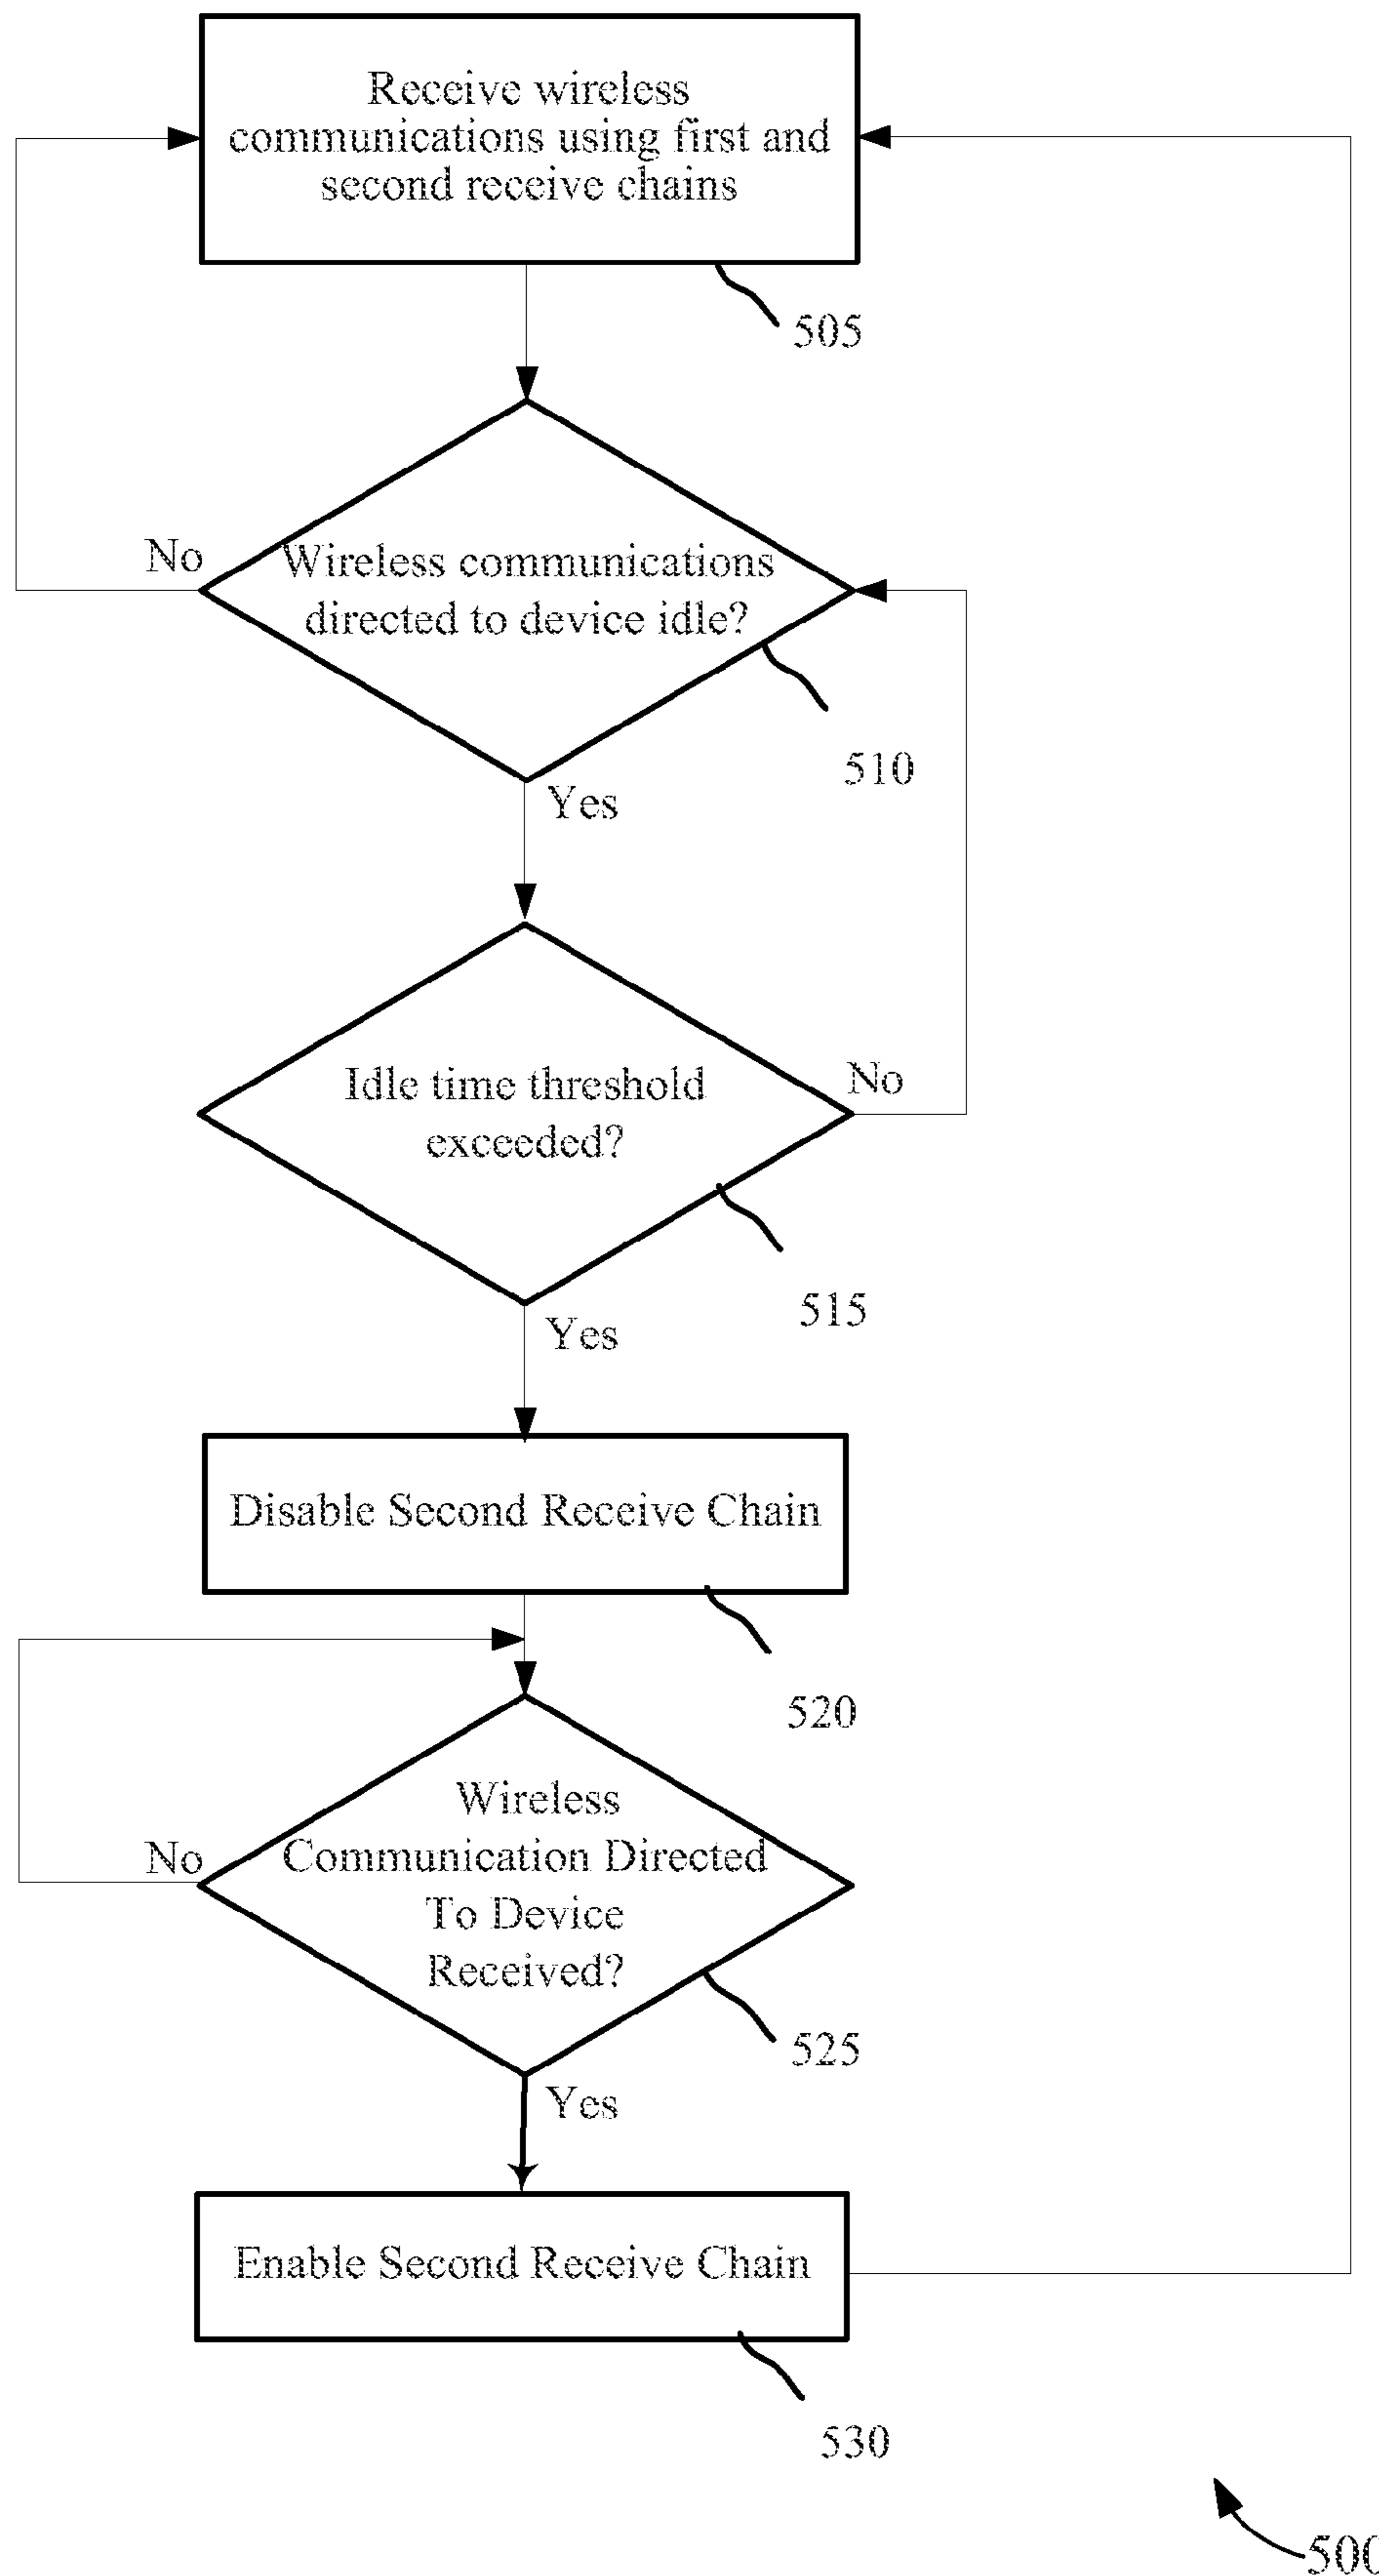 Receive wireless
communications using first and
second receive chains
505
No
Wireless communications
directed to device idle?
510
Yes
Idle time threshold
exceeded?
No
515
Yes
Disable Second Receive Chain
520
Wireless
Communication Directed
To Device
Received?
No
525
Yes
Enable Second Receive Chain
530
500